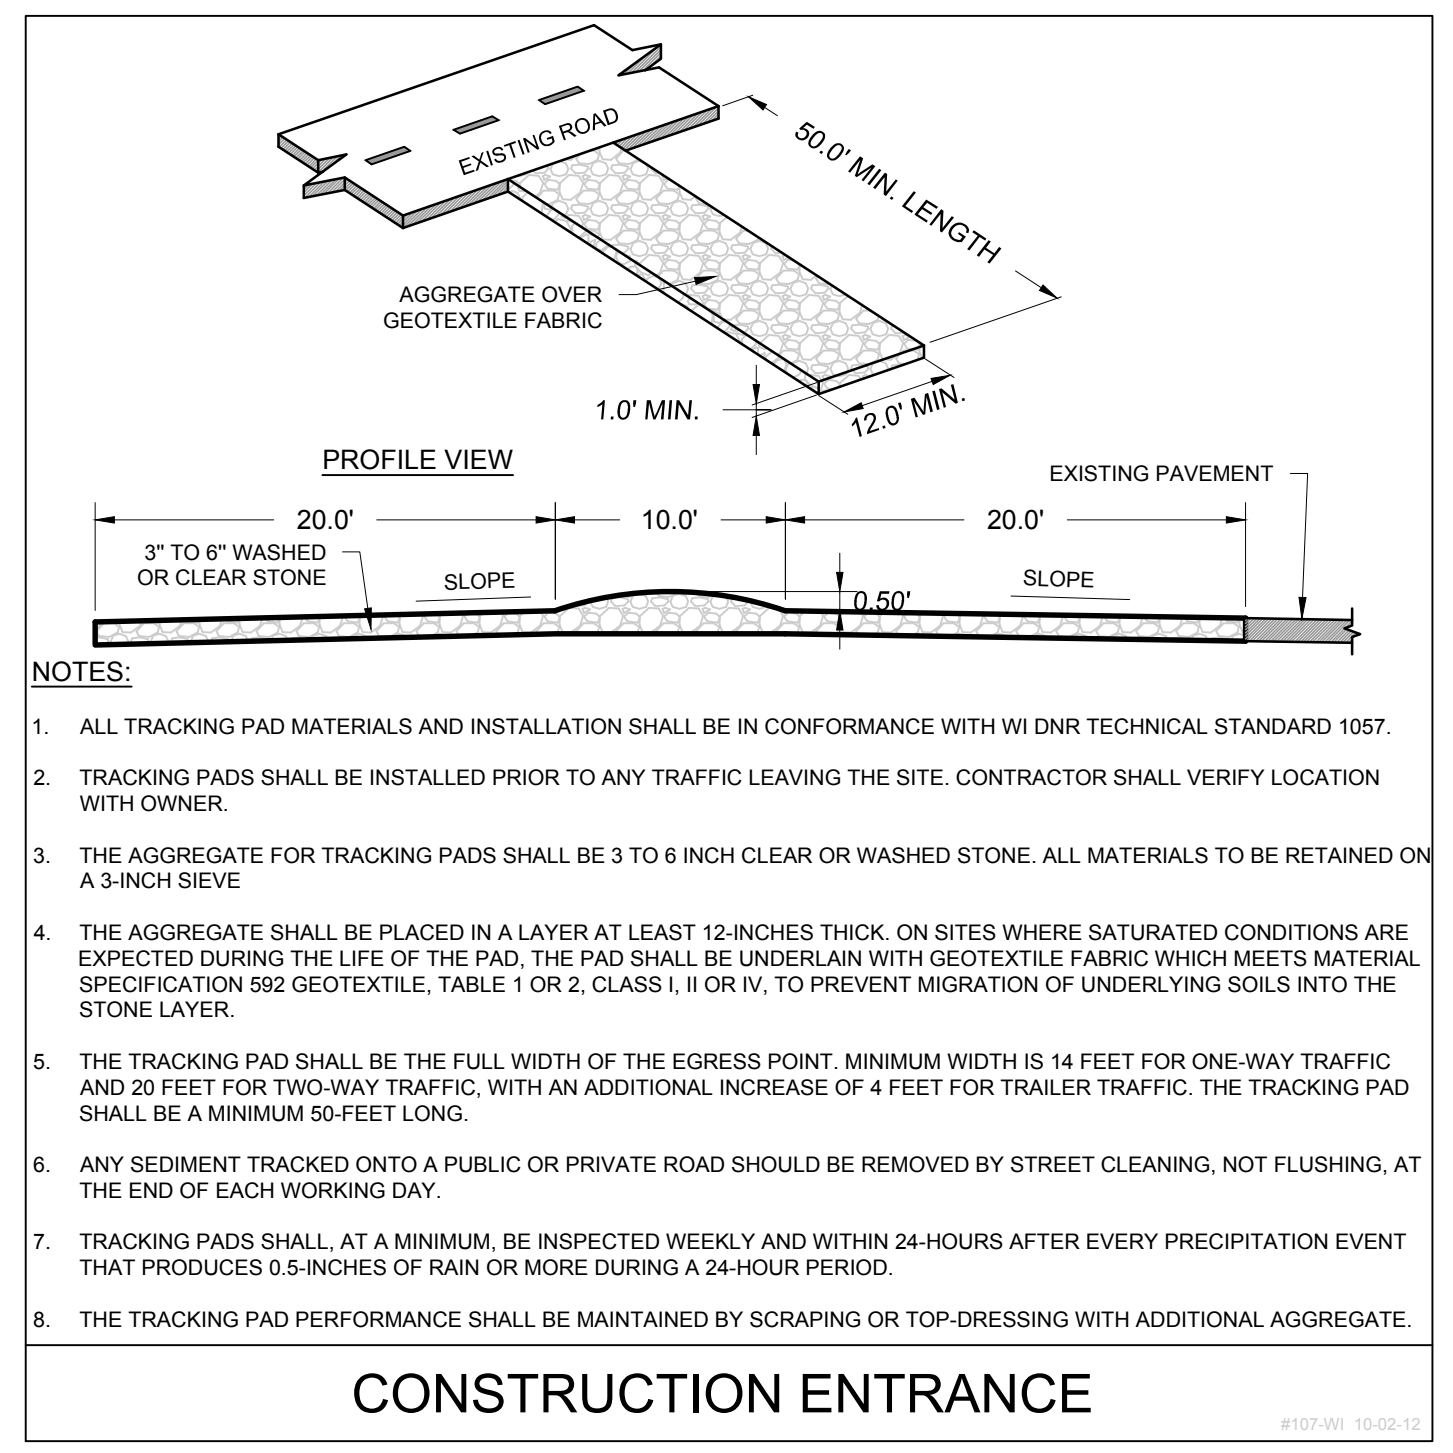 EXISTING ROAD
50.0' MIN. LENGTH
AGGREGATE OVER
GEOTEXTILE FABRIC
1.0' MIN.
12.0' MIN.
PROFILE VIEW
EXISTING PAVEMENT
20.0'
10.0'
20.0'
3" TO 6" WASHED
OR CLEAR STONE
SLOPE
SLOPE
0.50'
NOTES:
1. ALL TRACKING PAD MATERIALS AND INSTALLATION SHALL BE IN CONFORMANCE WITH WI DNR TECHNICAL STANDARD 1057.
2. TRACKING PADS SHALL BE INSTALLED PRIOR TO ANY TRAFFIC LEAVING THE SITE. CONTRACTOR SHALL VERIFY LOCATION
WITH OWNER.
3. THE AGGREGATE FOR TRACKING PADS SHALL BE 3 TO 6 INCH CLEAR OR WASHED STONE. ALL MATERIALS TO BE RETAINED ON
A 3-INCH SIEVE
4. THE AGGREGATE SHALL BE PLACED IN A LAYER AT LEAST 12-INCHES THICK. ON SITES WHERE SATURATED CONDITIONS ARE
EXPECTED DURING THE LIFE OF THE PAD, THE PAD SHALL BE UNDERLAIN WITH GEOTEXTILE FABRIC WHICH MEETS MATERIAL
SPECIFICATION 592 GEOTEXTILE, TABLE 1 OR 2, CLASS I, II OR IV, TO PREVENT MIGRATION OF UNDERLYING SOILS INTO THE
STONE LAYER.
5. THE TRACKING PAD SHALL BE THE FULL WIDTH OF THE EGRESS POINT. MINIMUM WIDTH IS 14 FEET FOR ONE-WAY TRAFFIC
AND 20 FEET FOR TWO-WAY TRAFFIC, WITH AN ADDITIONAL INCREASE OF 4 FEET FOR TRAILER TRAFFIC. THE TRACKING PAD
SHALL BE A MINIMUM 50-FEET LONG.
6. ANY SEDIMENT TRACKED ONTO A PUBLIC OR PRIVATE ROAD SHOULD BE REMOVED BY STREET CLEANING, NOT FLUSHING, AT
THE END OF EACH WORKING DAY.
7. TRACKING PADS SHALL, AT A MINIMUM, BE INSPECTED WEEKLY AND WITHIN 24-HOURS AFTER EVERY PRECIPITATION EVENT
THAT PRODUCES 0.5-INCHES OF RAIN OR MORE DURING A 24-HOUR PERIOD.
8. THE TRACKING PAD PERFORMANCE SHALL BE MAINTAINED BY SCRAPING OR TOP-DRESSING WITH ADDITIONAL AGGREGATE.
CONSTRUCTION ENTRANCE
#107-WI 10-02-12